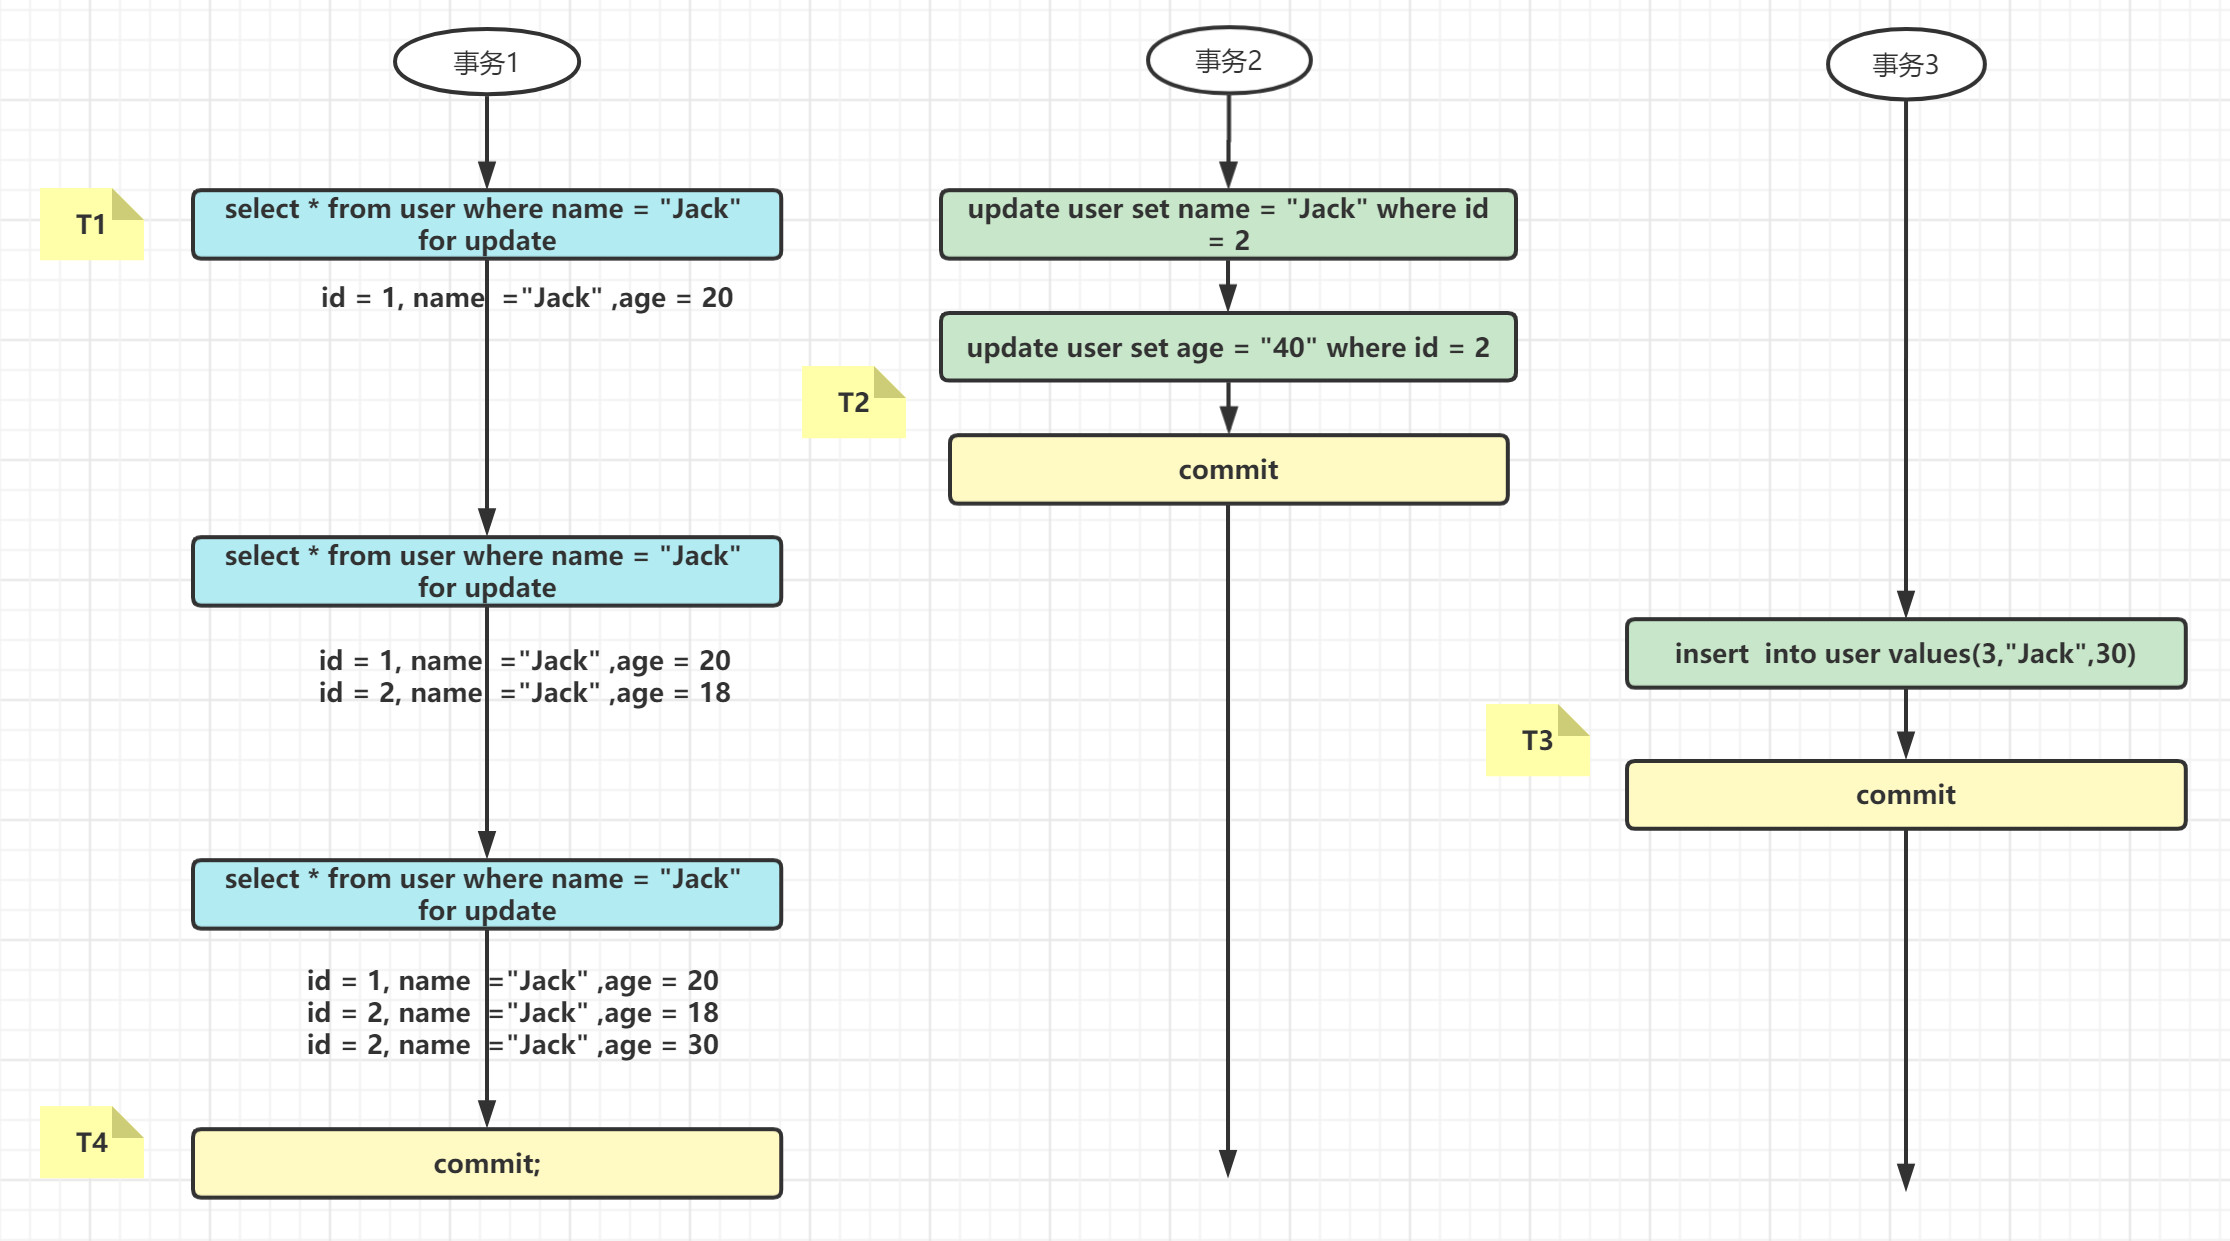 事务1
事务2
事务3
T1
select * from user where name = "Jack"
for update
update user set name = "Jack" where id
= 2
id = 1, name  ="Jack" ,age = 20
update user set age = "40" where id = 2
T2
commit
select * from user where name = "Jack"
for update
id = 1, name  ="Jack" ,age = 20
id = 2, name  ="Jack" ,age = 18
insert  into user values(3,"Jack",30)
T3
commit
select * from user where name = "Jack"
for update
id = 1, name  ="Jack" ,age = 20
id = 2, name  ="Jack" ,age = 18
id = 2, name  ="Jack" ,age = 30
T4
commit;